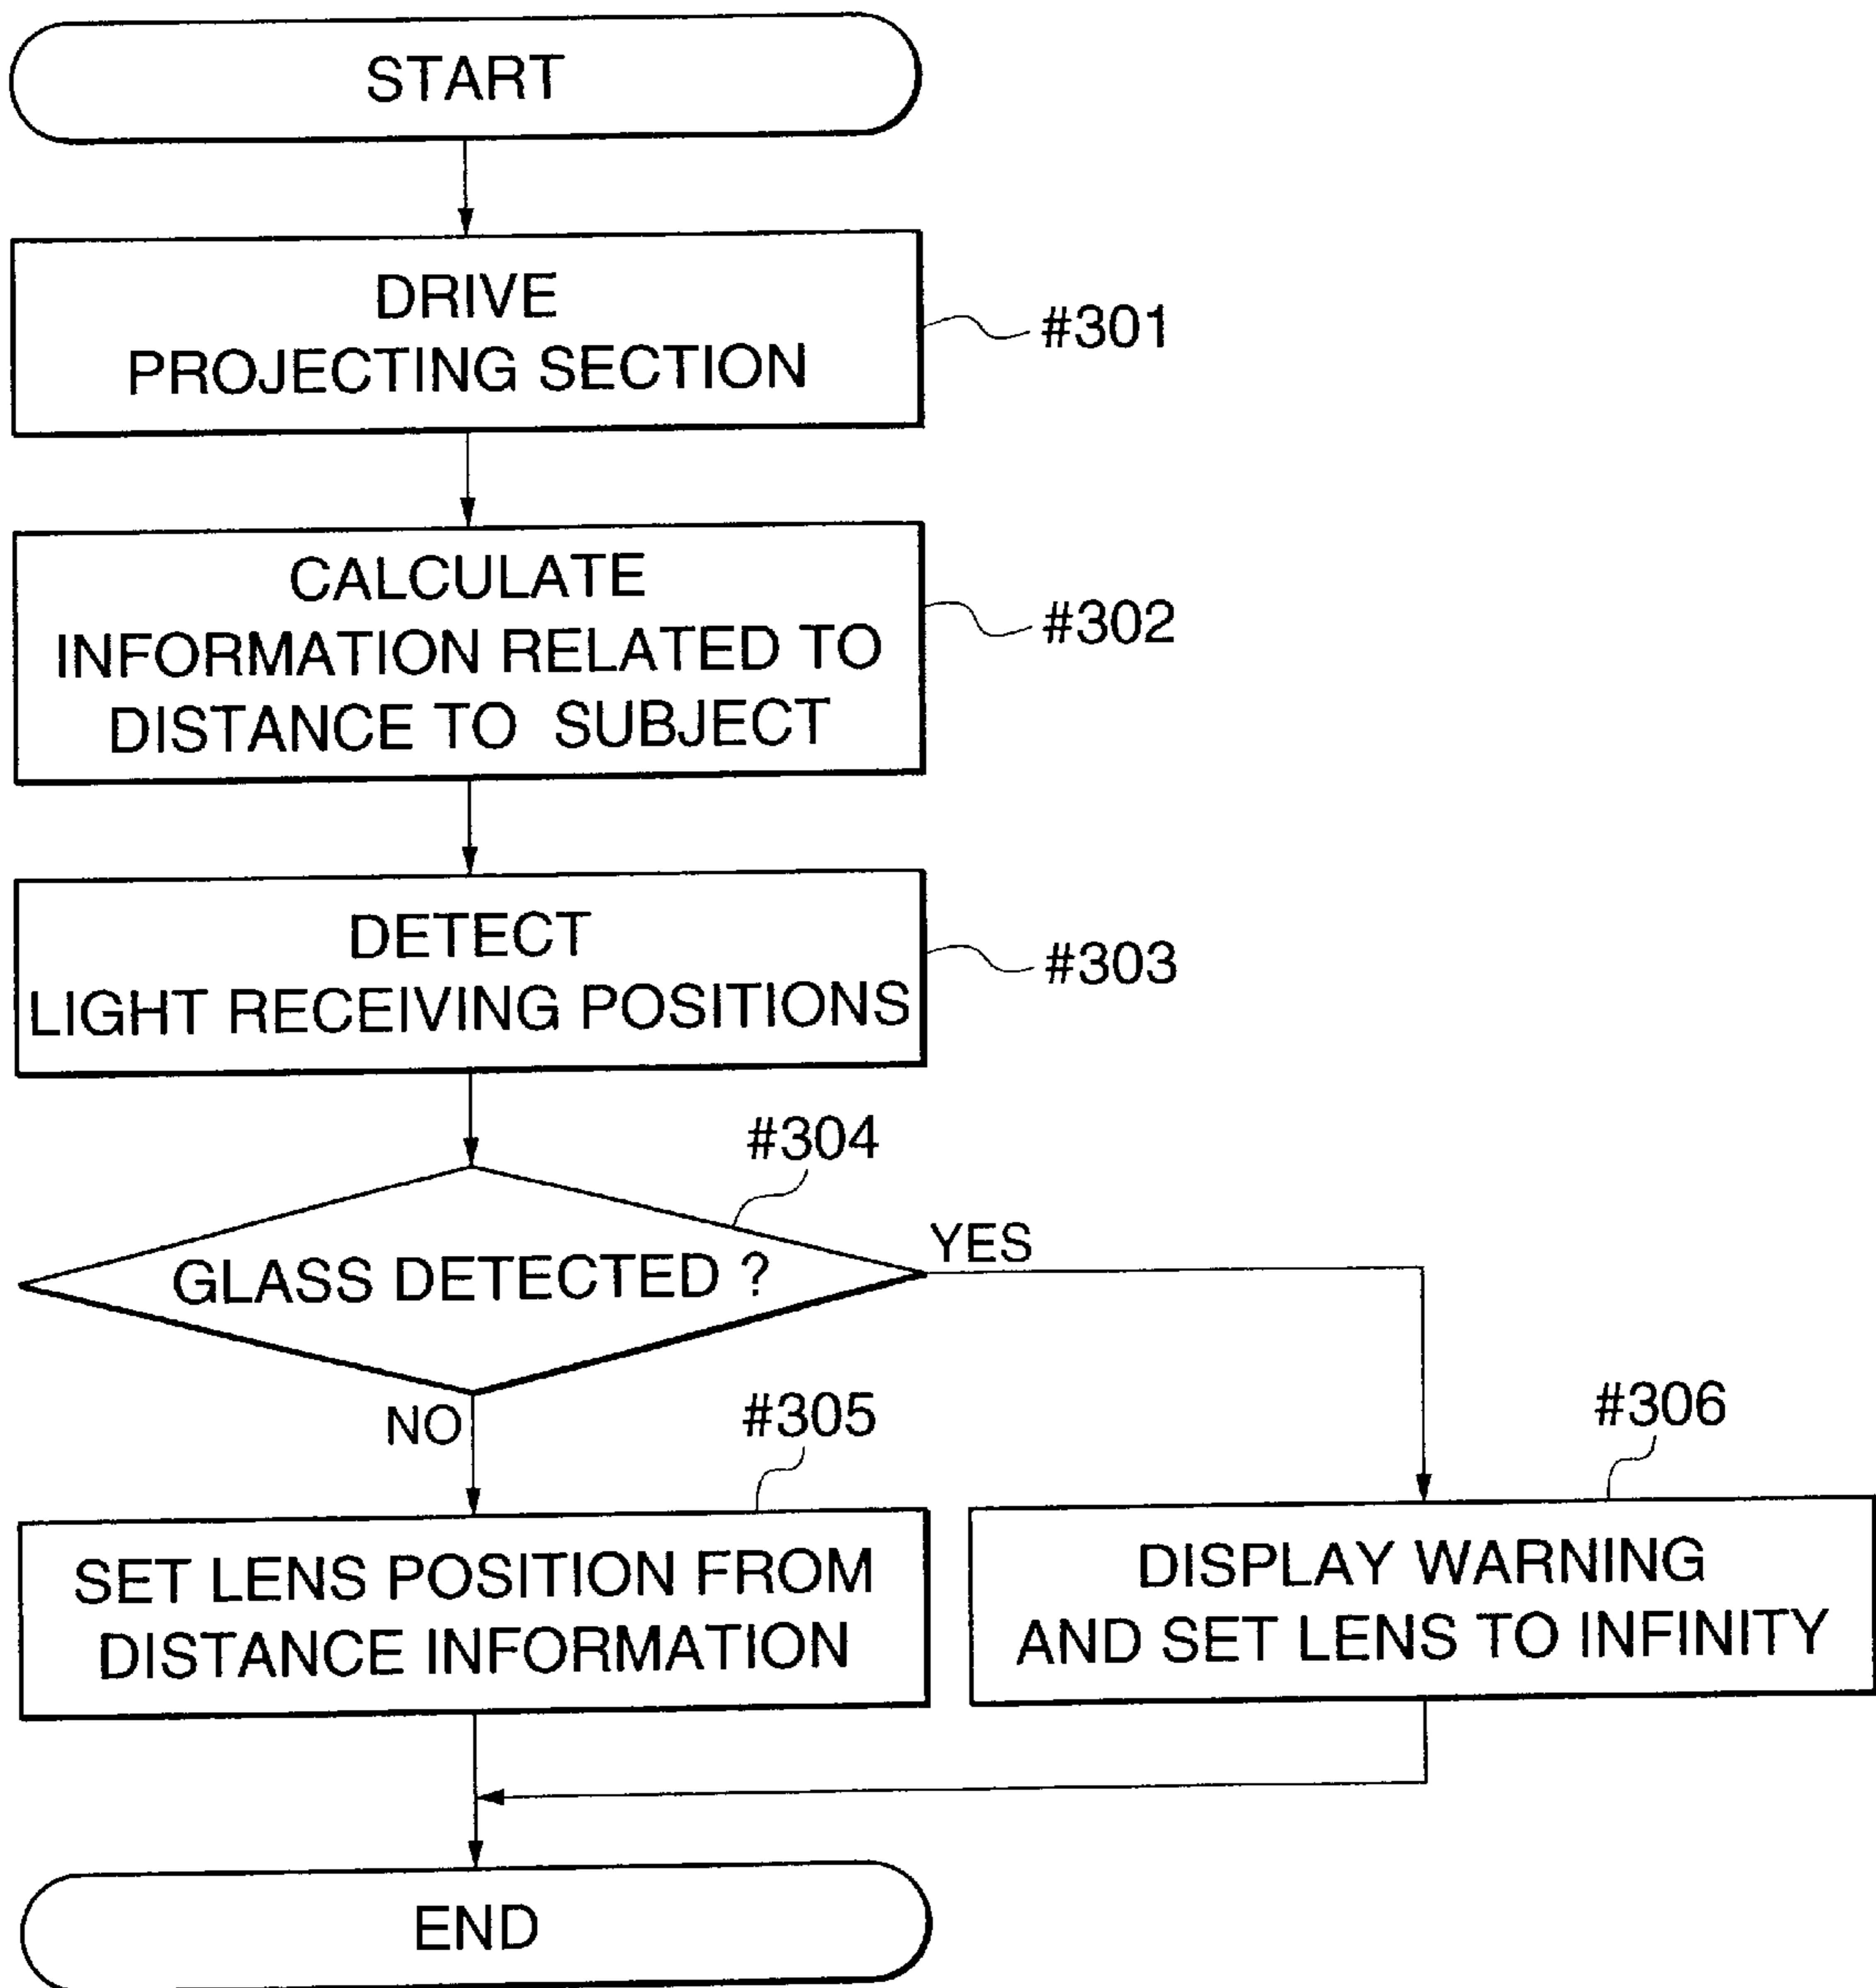 START
DRIVE
PROJECTING SECTION
#301
CALCULATE
INFORMATION RELATED TO
DISTANCE TO SUBJECT
#302
DETECT
LIGHT RECEIVING POSITIONS
#303
#304
GLASS DETECTED ?
YES
NO
#305
SET LENS POSITION FROM
DISTANCE INFORMATION
#306
DISPLAY WARNING
AND SET LENS TO INFINITY
END